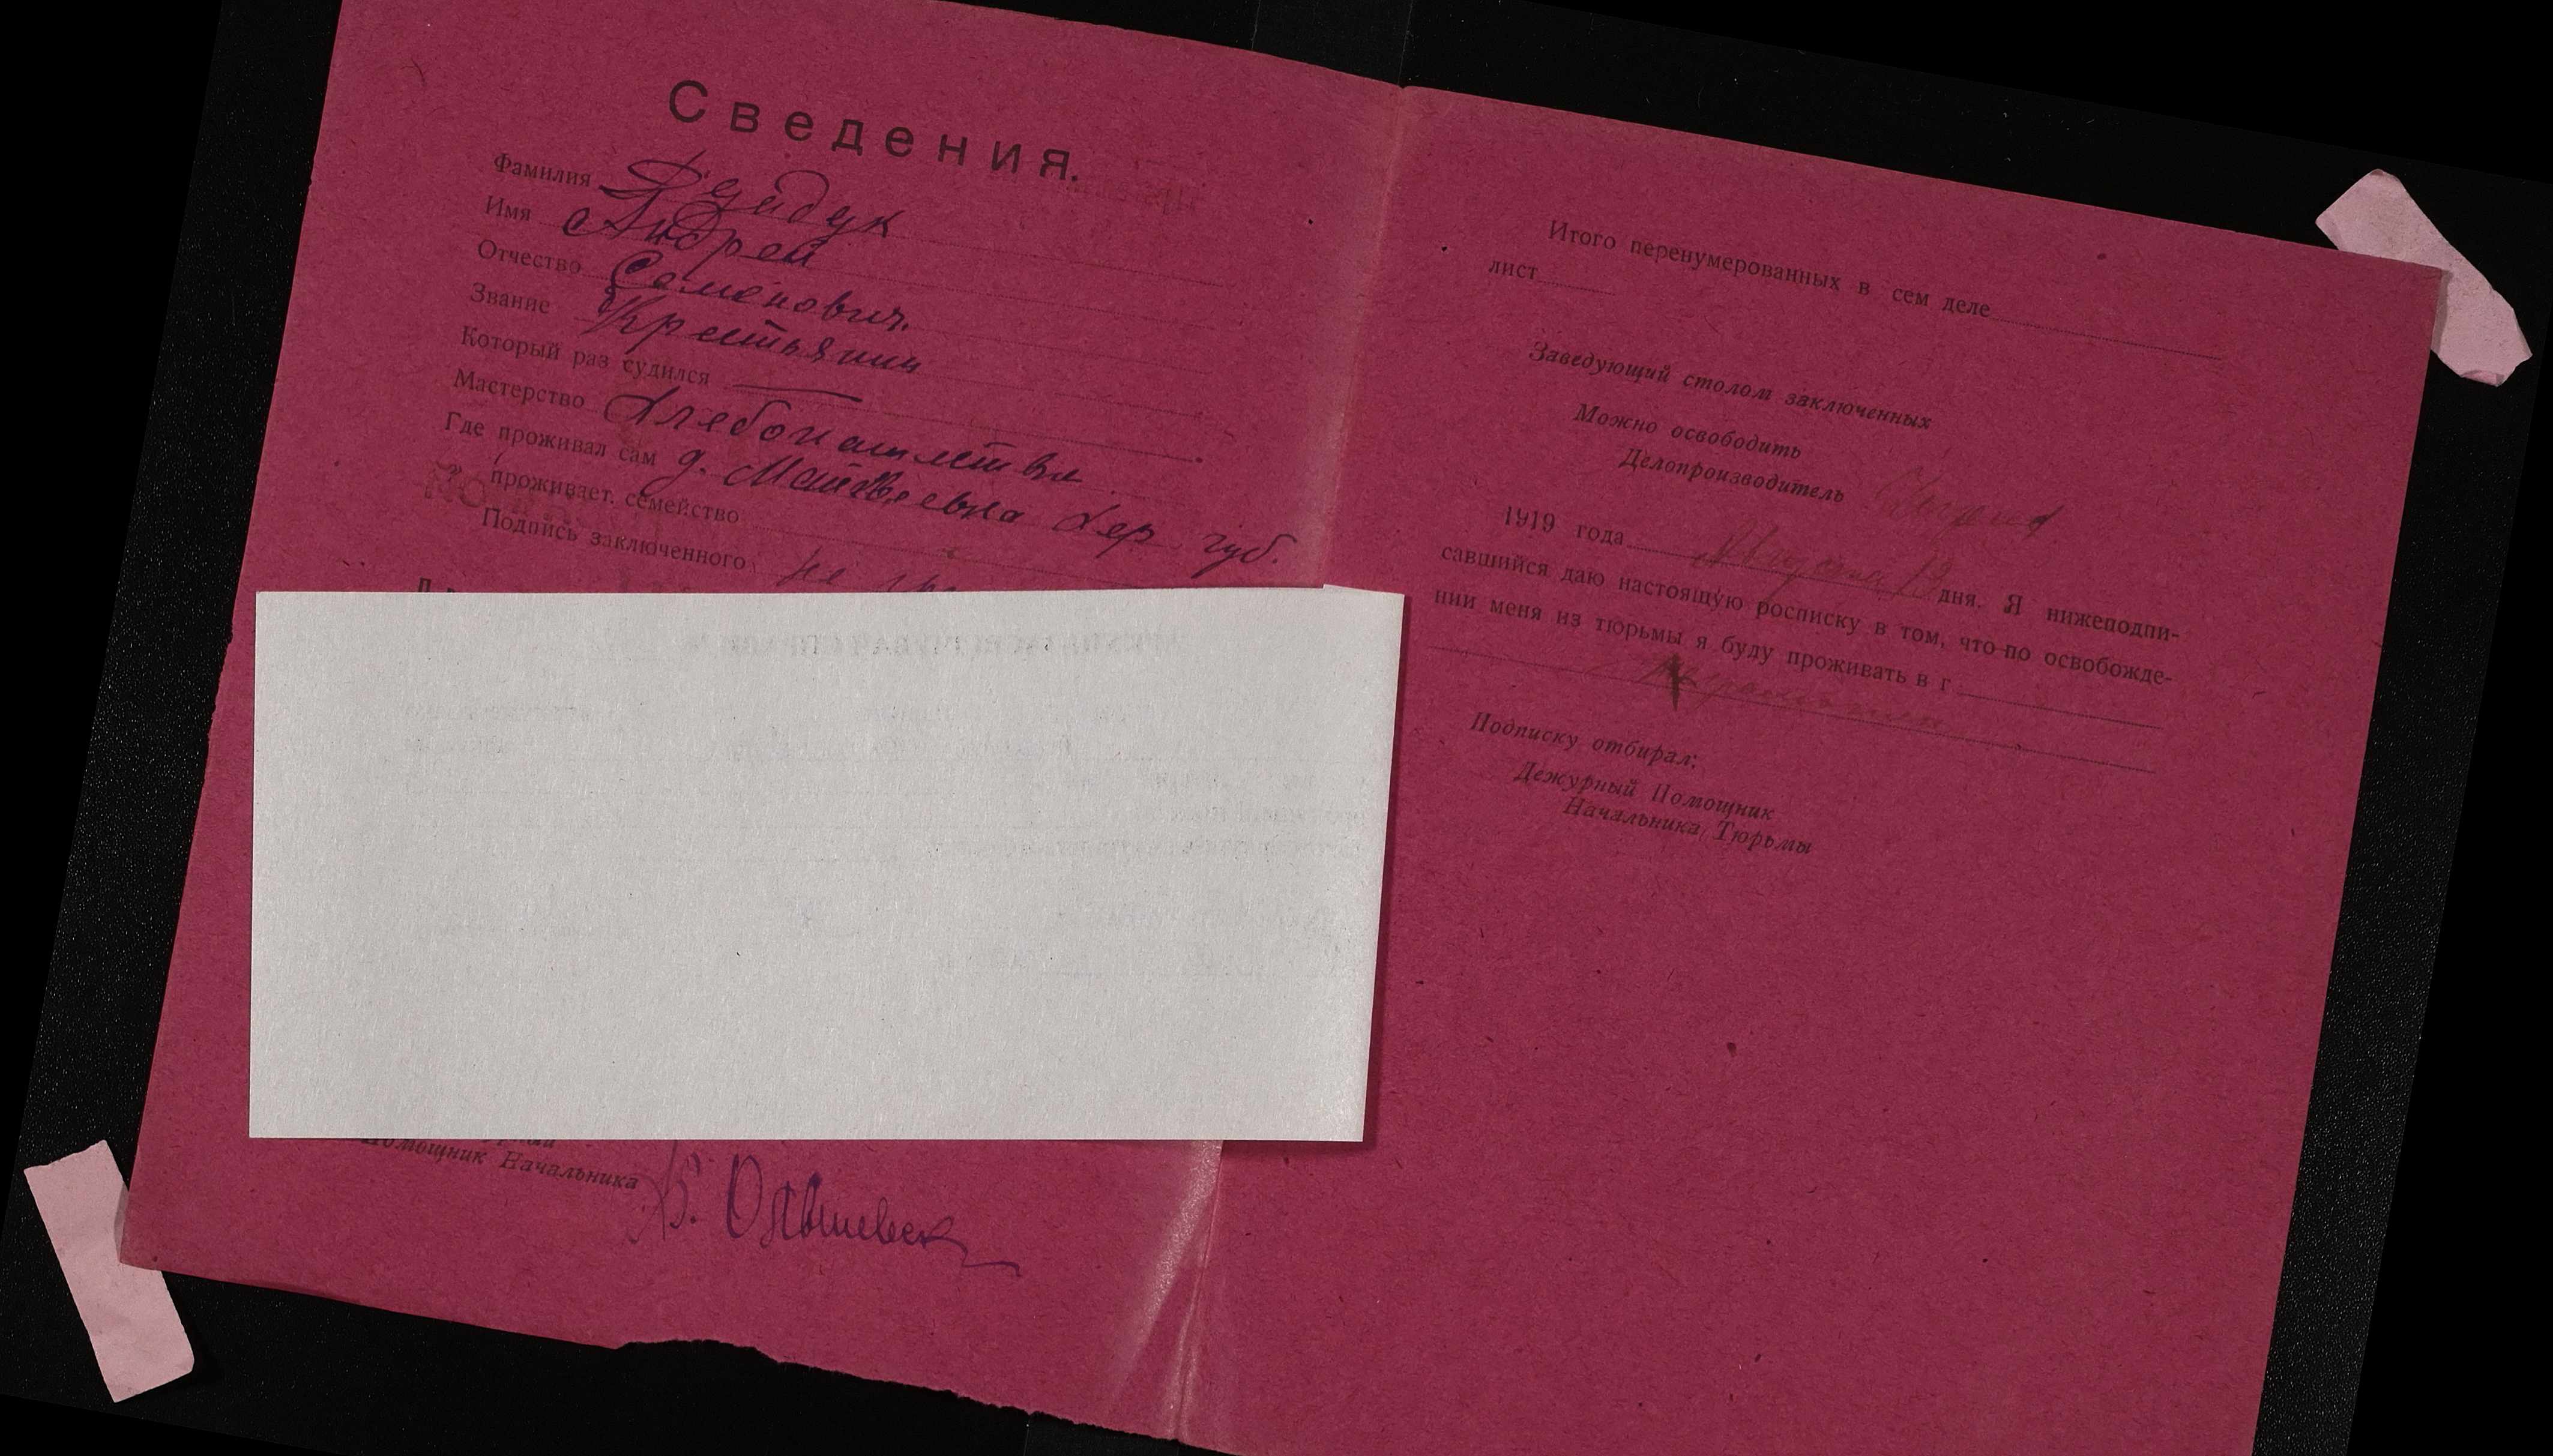 Сведения.
Фамилия
Имя Андрей
Отчество Семенович.
Звание Крестьянин
Который раз судился —
Мастерство Хлебопашество
Где проживал сам д. Матвеевка Хер. губ.
" проживает. семейство
Подпись заключенного не
Помощник Начальника В.
Итого перенумерованных в сем деле
лист
Заведующий столом заключенных
Можно освободить
Делопроизводитель
1919 года Августа 12 дня. Я нижеподпи-
савшийся даю настоящую росписку в том, что по освобожде-
нии меня из тюрьмы я буду проживать в г
Подписку отбирал:
Дежурный Помощник
Начальника Тюрьмы